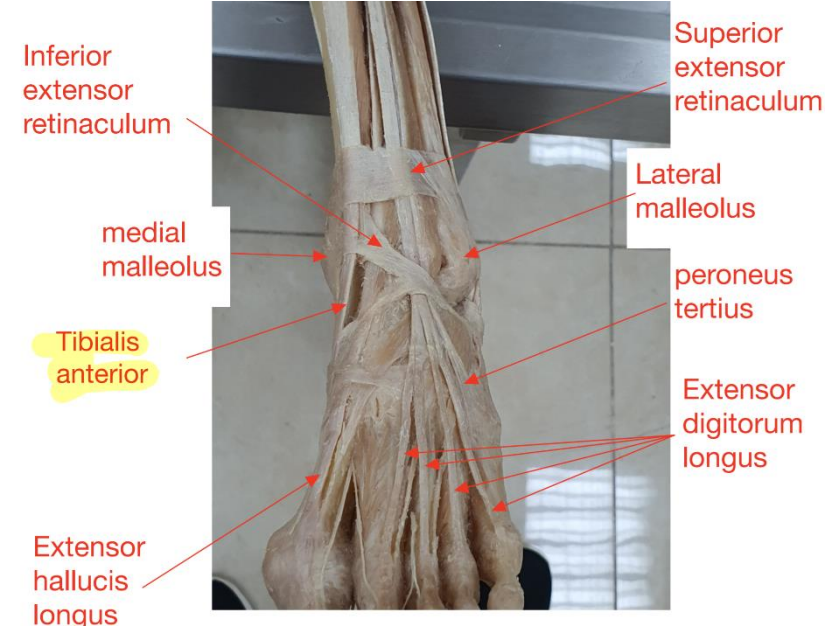 Inferior
extensor
retinaculum
Superior
extensor
retinaculum
medial
malleolus
Lateral
malleolus
Tibialis
anterior
peroneus
tertius
Extensor
digitorum
longus
Extensor
hallucis
longus